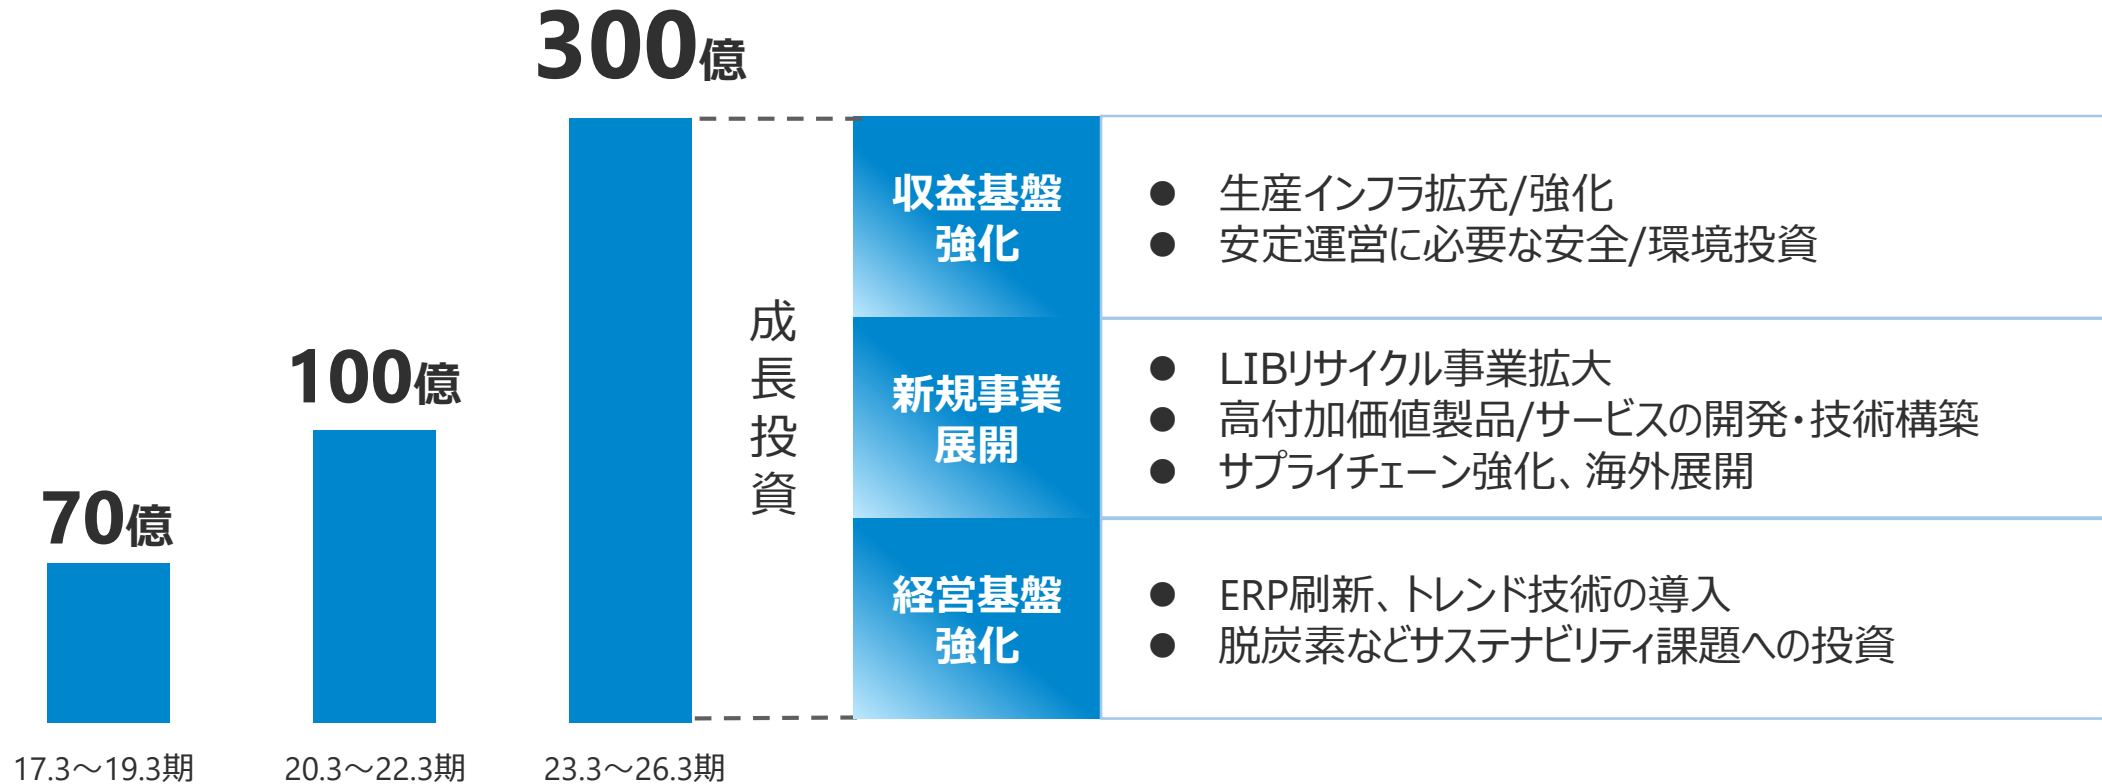 300億
100億
70億
17.3～19.3期
20.3～22.3期
23.3～26.3期
成長投資
収益基盤
強化
● 生産インフラ拡充/強化
● 安定運営に必要な安全/環境投資
新規事業
展開
● LIBリサイクル事業拡大
● 高付加価値製品/サービスの開発・技術構築
● サプライチェーン強化、海外展開
経営基盤
強化
● ERP刷新、トレンド技術の導入
● 脱炭素などサステナビリティ課題への投資